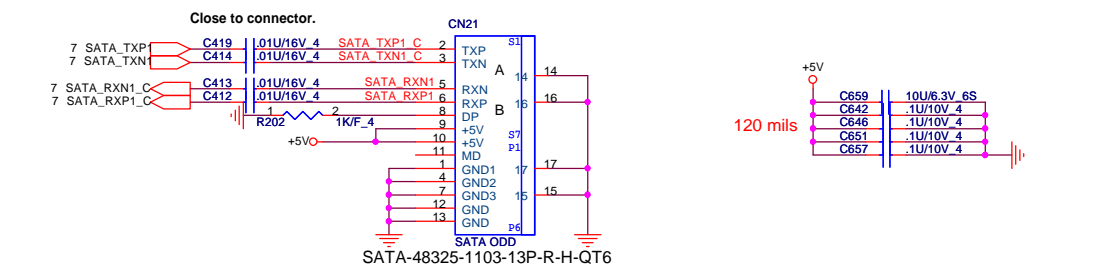 Close to connector.
CN21
7 SATA_TXP1 C419 .01U/16V_4 SATA_TXP1_C 2 TXP S1
7 SATA_TXN1 C414 .01U/16V_4 SATA_TXN1_C 3 TXN
A 14 14
7 SATA_RXN1_C C413 .01U/16V_4 SATA_RXN1 5 RXN
7 SATA_RXP1_C C412 .01U/16V_4 SATA_RXP1 6 RXP 16 16
B
R202 1 2 1K/F_4 8 DP
9 +5V
+5V 10 +5V S7
11 MD P1
1 GND1 17 17
4 GND2
7 GND3 15 15
12 GND
13 GND P6
SATA ODD
SATA-48325-1103-13P-R-H-QT6
+5V
C659 10U/6.3V_6S
C642 .1U/10V_4
120 mils
C646 .1U/10V_4
C651 .1U/10V_4
C657 .1U/10V_4